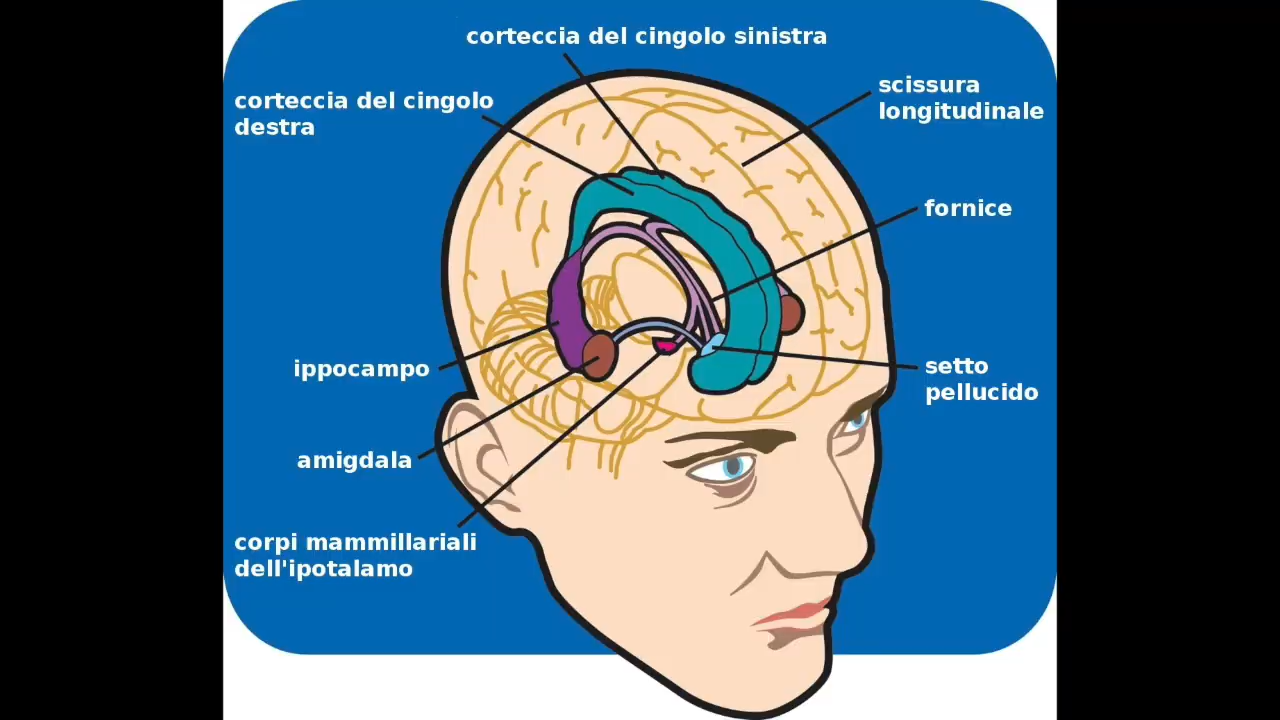 corteccia del cingolo sinistra
scissura
longitudinale
corteccia del cingolo
destra
fornice
ippocampo
setto
pellucido
amigdala
corpi mammillariali
dell'ipotalamo